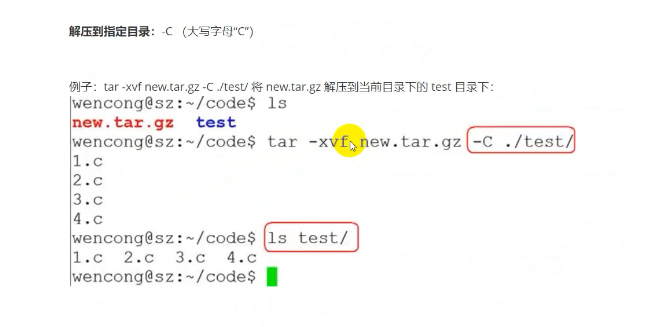 解压到指定目录：-C （大写字母“C”）
例子：tar -xvf new.tar.gz -C ./test/ 将 new.tar.gz 解压到当前目录下的 test 目录下：
wencong@sz:~/code$ ls
new.tar.gz  test
wencong@sz:~/code$ tar -xvf new.tar.gz -C ./test/
1.c
2.c
3.c
4.c
wencong@sz:~/code$ ls test/
1.c  2.c  3.c  4.c
wencong@sz:~/code$